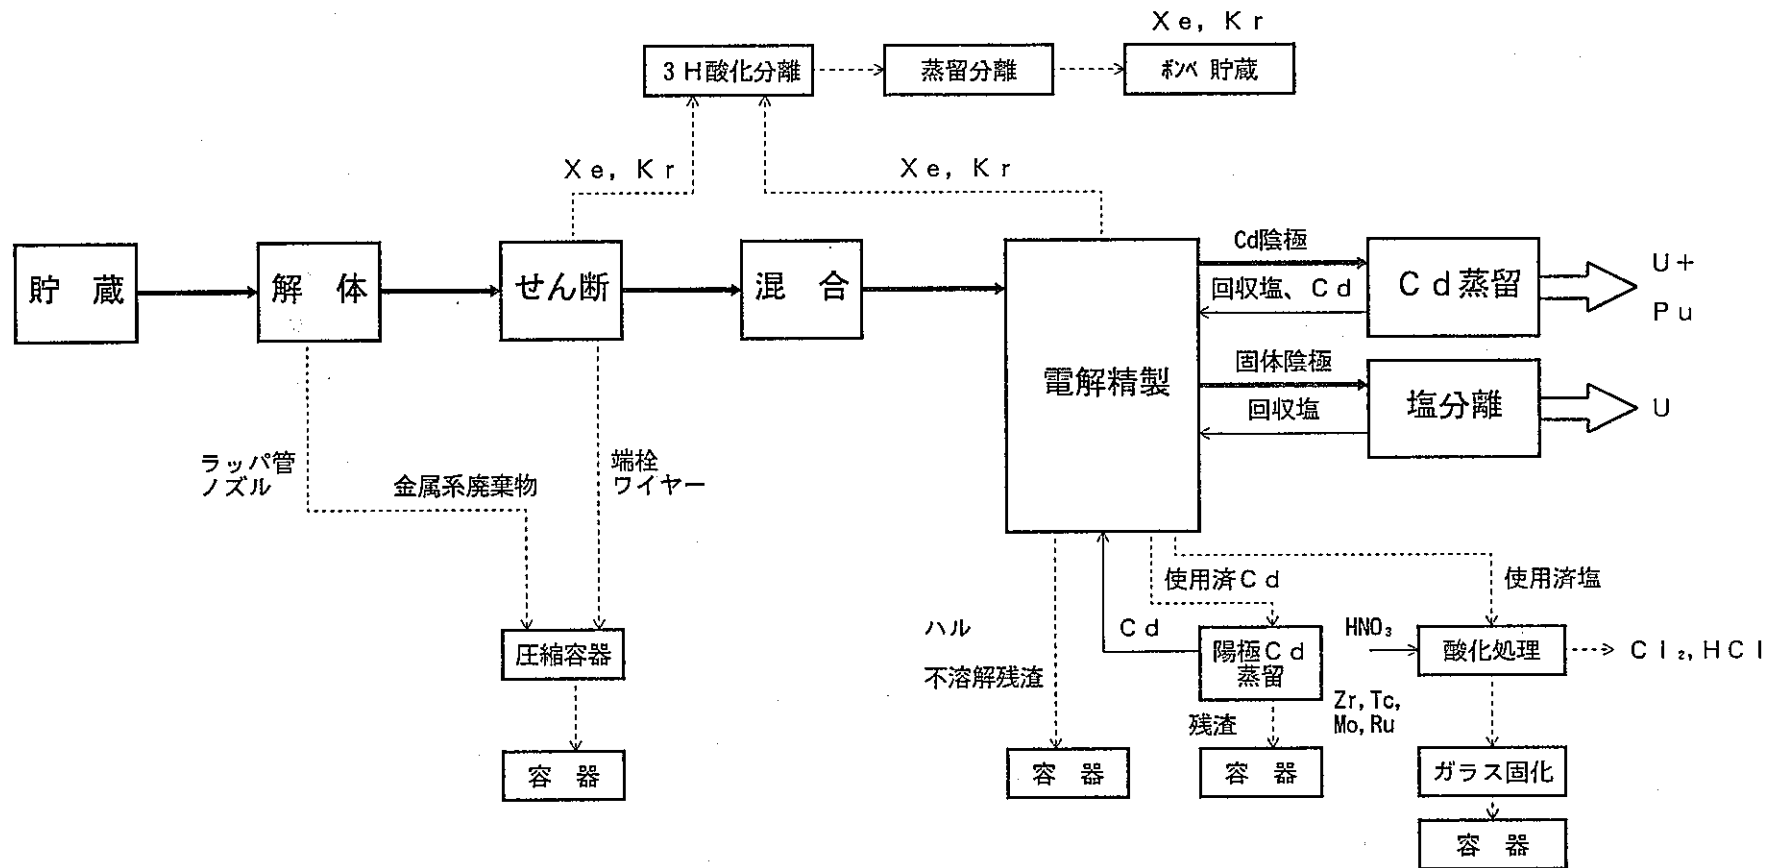 Xe, Kr
3H酸化分離
蒸留分離
ボンベ 貯蔵
Xe, Kr
Xe, Kr
貯 蔵
解 体
せん断
混 合
電解精製
Cd陰極
回収塩、Cd
Cd蒸留
U+
Pu
固体陰極
回収塩
塩分離
U
ラッパ管
ノズル
金属系廃棄物
端栓
ワイヤー
圧縮容器
容 器
ハル
不溶解残渣
容 器
使用済Cd
Cd
陽極Cd
蒸留
残渣
Zr, Tc,
Mo, Ru
容 器
使用済塩
HNO₃
酸化処理
Cl₂, HCl
ガラス固化
容 器